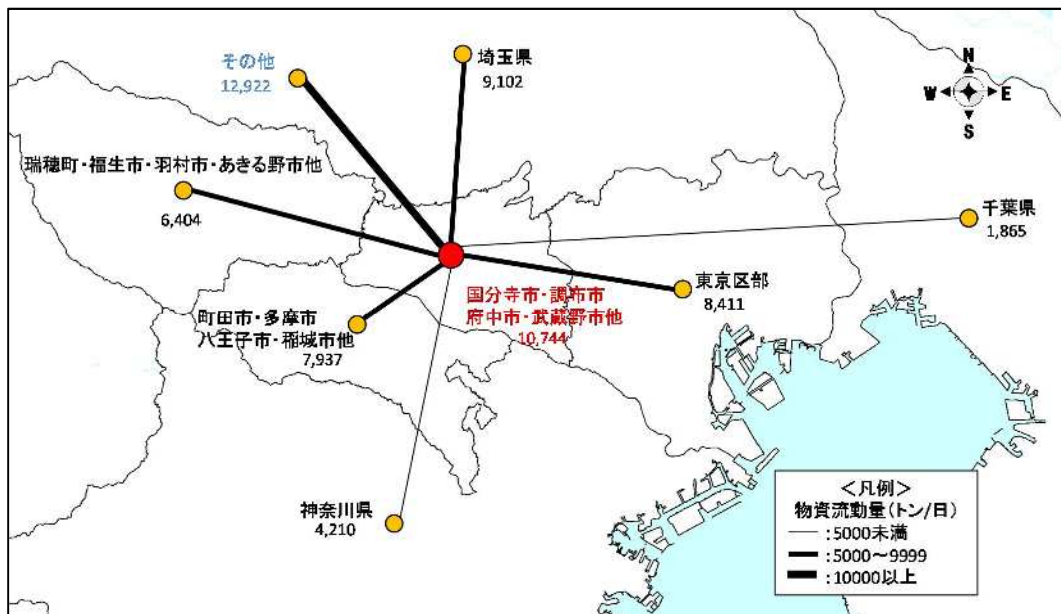 その他
12,922
埼玉県
9,102
N
W
E
S
瑞穂町・福生市・羽村市・あきる野市他
6,404
千葉県
1,865
東京区部
8,411
国分寺市・調布市
府中市・武蔵野市他
10,744
町田市・多摩市
八王子市・稲城市他
7,937
神奈川県
4,210
<凡例>
物資流動量(トン/日)
:5000未満
:5000~9999
:10000以上